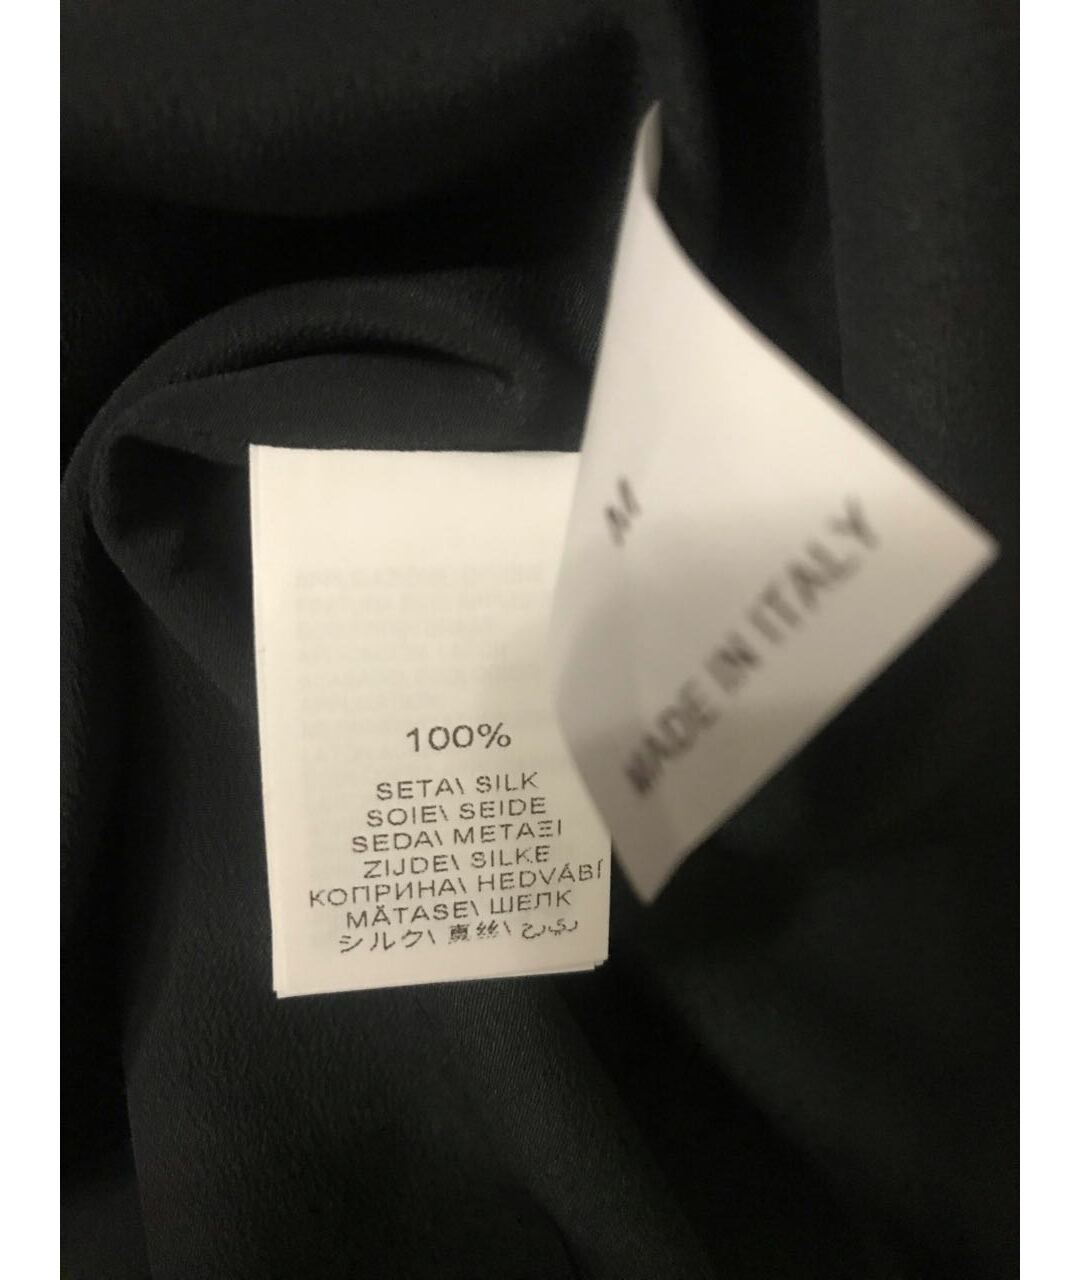 M
MADE IN ITALY
100%
SETA\ SILK
SOIE\ SEIDE
SEDA\ ΜΕΤΑΞΙ
ZIJDE\ SILKE
КОПРИНА\ HEDVÁBÍ
MĂTASE\ ШЕЛК
シルク\ 真丝\ حرير